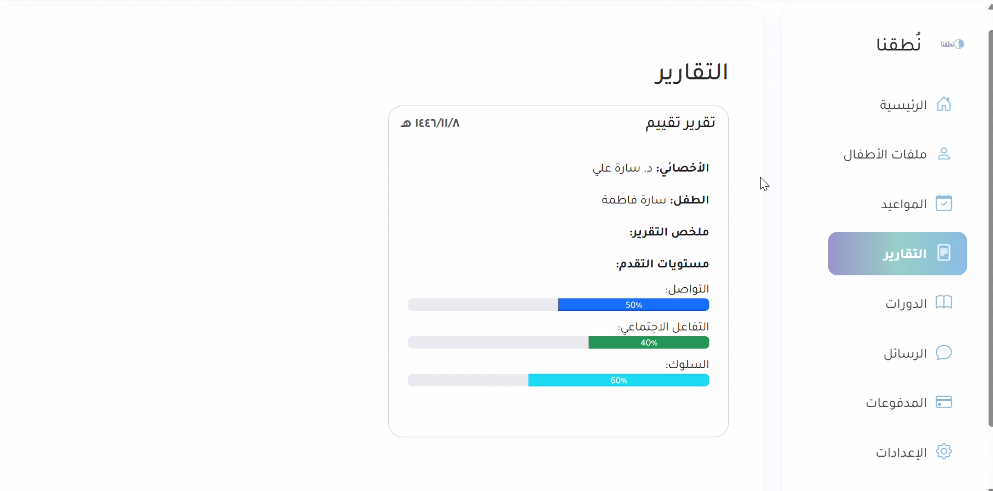 نُطقنا
نطقنا
الرئيسية
ملفات الأطفال
المواعيد
التقارير
الدورات
الرسائل
المدفوعات
الإعدادات
التقارير
تقرير تقييم
١٤٤٦/١١/٨ هـ
الأخصائي: د. سارة علي
الطفل: سارة فاطمة
ملخص التقرير:
مستويات التقدم:
التواصل:
50%
التفاعل الاجتماعي:
40%
السلوك:
60%